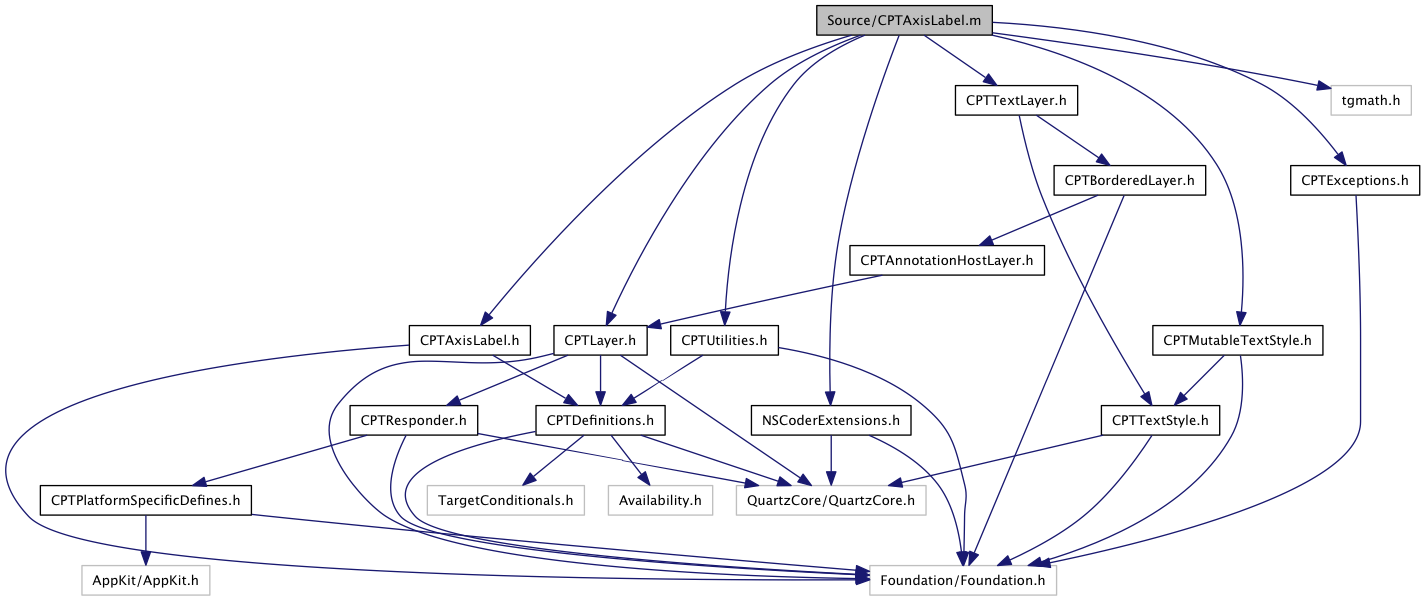 Source/CPTAxisLabel.m
CPTTextLayer.h
tgmath.h
CPTBorderedLayer.h
CPTExceptions.h
CPTAnnotationHostLayer.h
CPTAxisLabel.h
CPTLayer.h
CPTUtilities.h
CPTMutableTextStyle.h
CPTResponder.h
CPTDefinitions.h
NSCoderExtensions.h
CPTTextStyle.h
CPTPlatformSpecificDefines.h
TargetConditionals.h
Availability.h
QuartzCore/QuartzCore.h
AppKit/AppKit.h
Foundation/Foundation.h